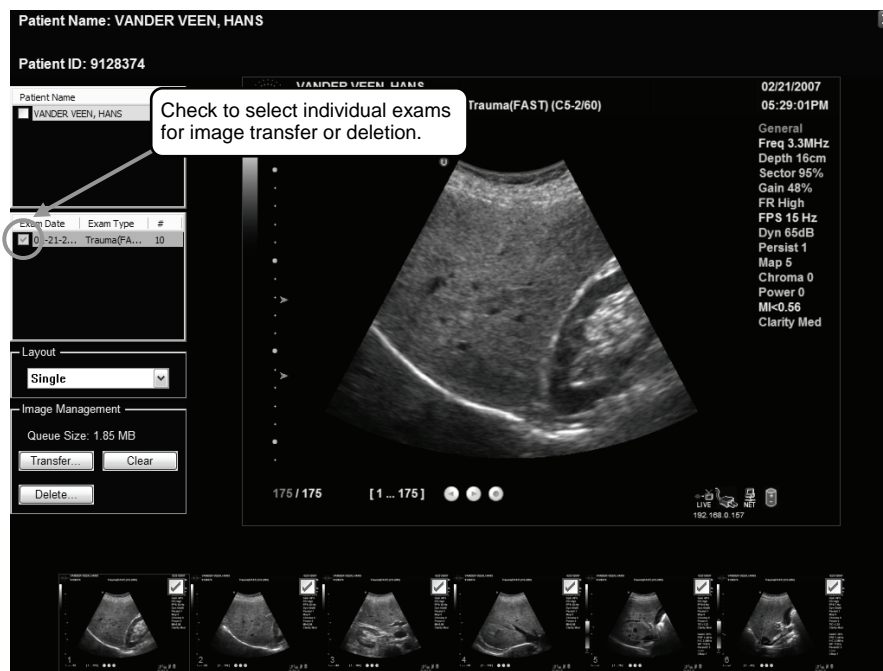 Patient Name: VANDER VEEN, HANS
Patient ID: 9128374
Patient Name
VANDER VEEN, HANS
Check to select individual exams
for image transfer or deletion.
VANDER VEEN, HANS
Trauma(FAST) (C5-2/60)
02/21/2007
05:29:01PM
General
Freq 3.3MHz
Depth 16cm
Sector 95%
Gain 48%
FR High
FPS 15 Hz
Dyn 65dB
Persist 1
Map 5
Chroma 0
Power 0
MI<0.56
Clarity Med
Exam Date Exam Type #
-21-2... Trauma(FA... 10
Layout
Single
Image Management
Queue Size: 1.85 MB
Transfer... Clear
Delete...
175 / 175 [ 1 ... 175 ]
LIVE NET
192.168.0.157
1 2 3 4 5 6